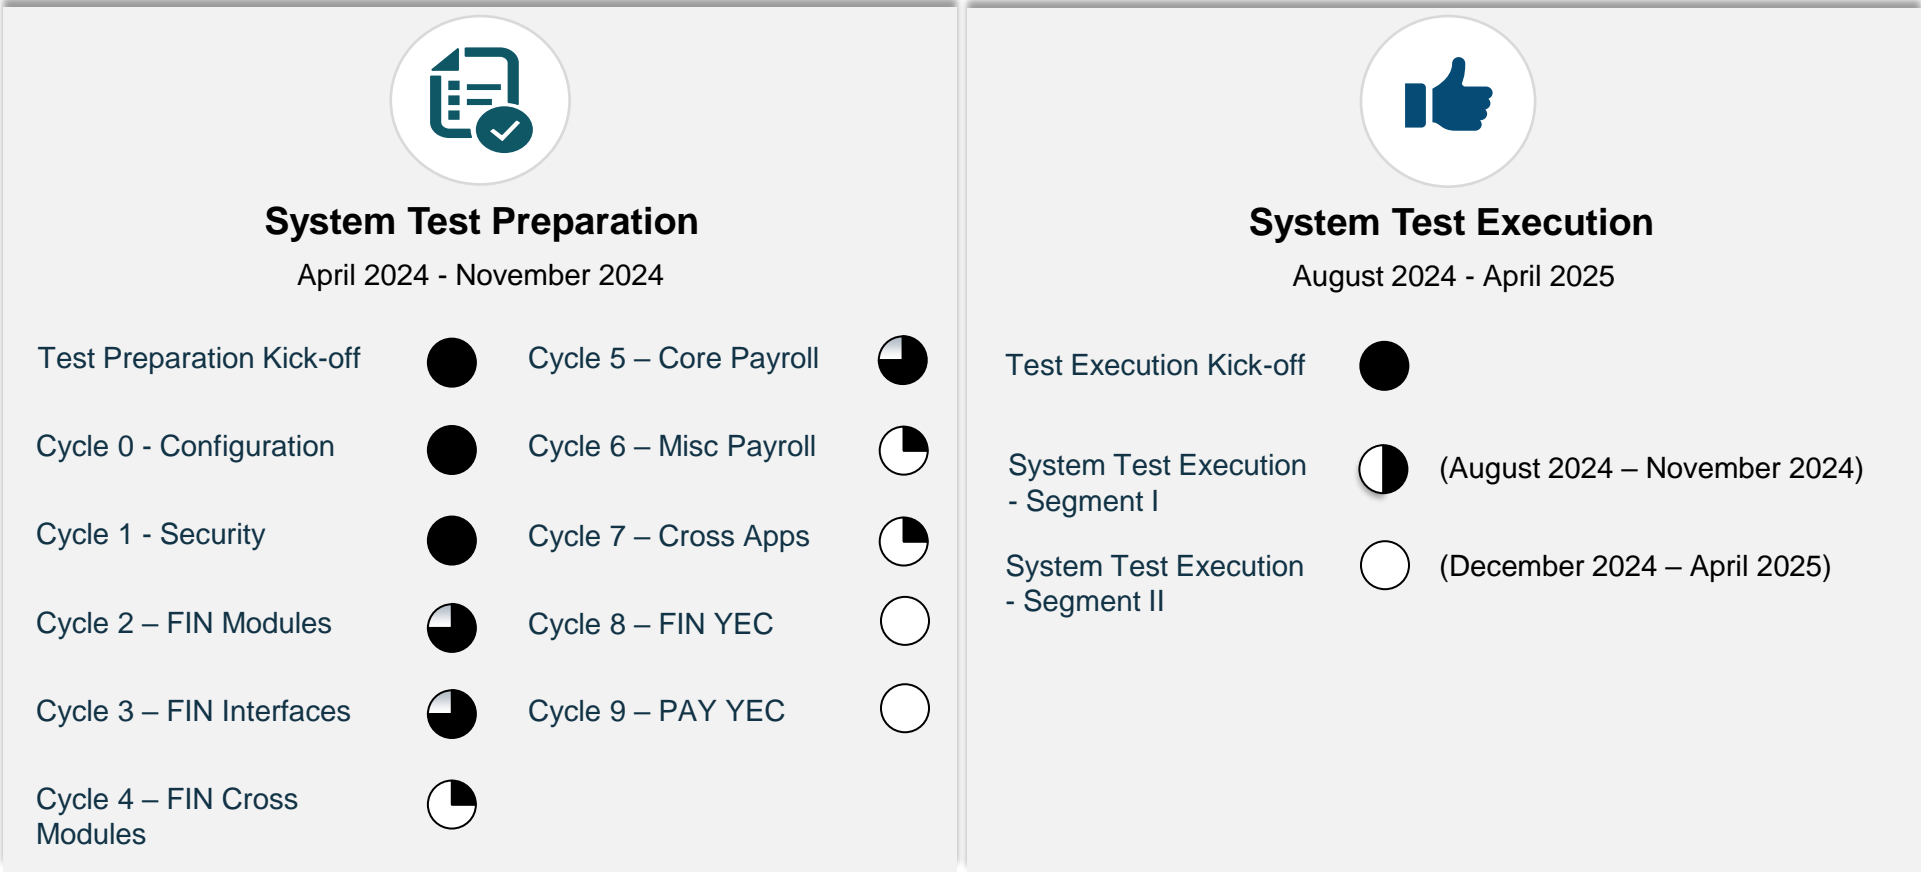 System Test Preparation
April 2024 - November 2024
Test Preparation Kick-off
Cycle 0 - Configuration
Cycle 1 - Security
Cycle 2 – FIN Modules
Cycle 3 – FIN Interfaces
Cycle 4 – FIN Cross
Modules
Cycle 5 – Core Payroll
Cycle 6 – Misc Payroll
Cycle 7 – Cross Apps
Cycle 8 – FIN YEC
Cycle 9 – PAY YEC
System Test Execution
August 2024 - April 2025
Test Execution Kick-off
System Test Execution
- Segment I
(August 2024 – November 2024)
System Test Execution
- Segment II
(December 2024 – April 2025)